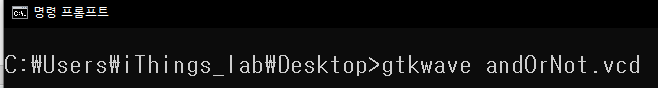 명령 프롬프트
C:₩Users₩iThings_lab₩Desktop>gtkwave andOrNot.vcd